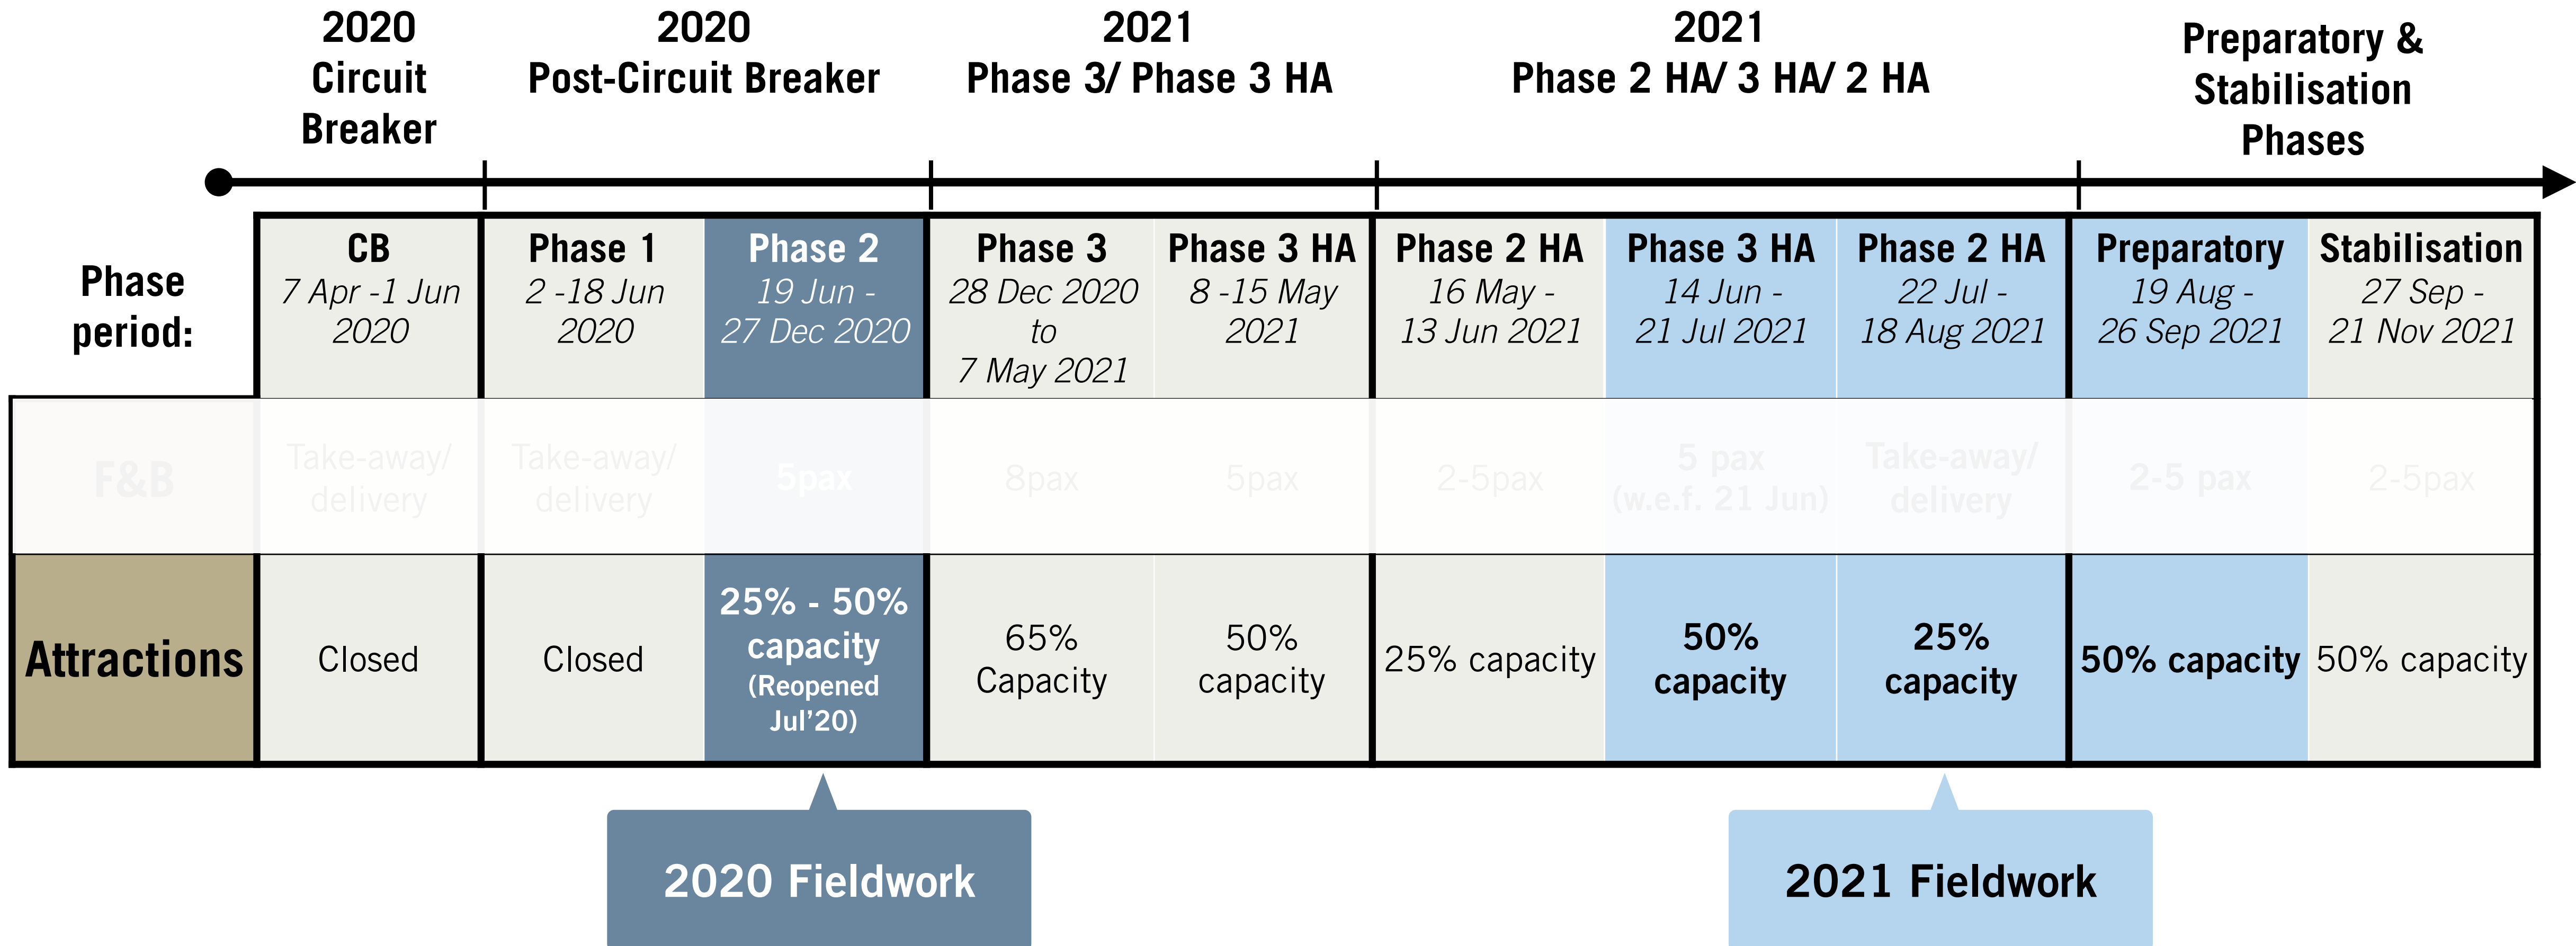 2020
Circuit
Breaker
2020
Post-Circuit Breaker
2021
Phase 3/ Phase 3 HA
2021
Phase 2 HA/ 3 HA/ 2 HA
Preparatory &
Stabilisation
Phases
Phase
period:
CB
7 Apr -1 Jun
2020
Phase 1
2 -18 Jun
2020
Phase 2
19 Jun -
27 Dec 2020
Phase 3
28 Dec 2020
to
7 May 2021
Phase 3 HA
8 -15 May
2021
Phase 2 HA
16 May -
13 Jun 2021
Phase 3 HA
14 Jun -
21 Jul 2021
Phase 2 HA
22 Jul -
18 Aug 2021
Preparatory
19 Aug -
26 Sep 2021
Stabilisation
27 Sep -
21 Nov 2021
F&B
Take-away/
delivery
Take-away/
delivery
5pax
8pax
5pax
2-5pax
5 pax
(w.e.f. 21 Jun)
Take-away/
delivery
2-5 pax
2-5pax
Attractions
Closed
Closed
25% - 50%
capacity
(Reopened
Jul’20)
65%
Capacity
50%
capacity
25% capacity
50%
capacity
25%
capacity
50% capacity
50% capacity
2020 Fieldwork
2021 Fieldwork